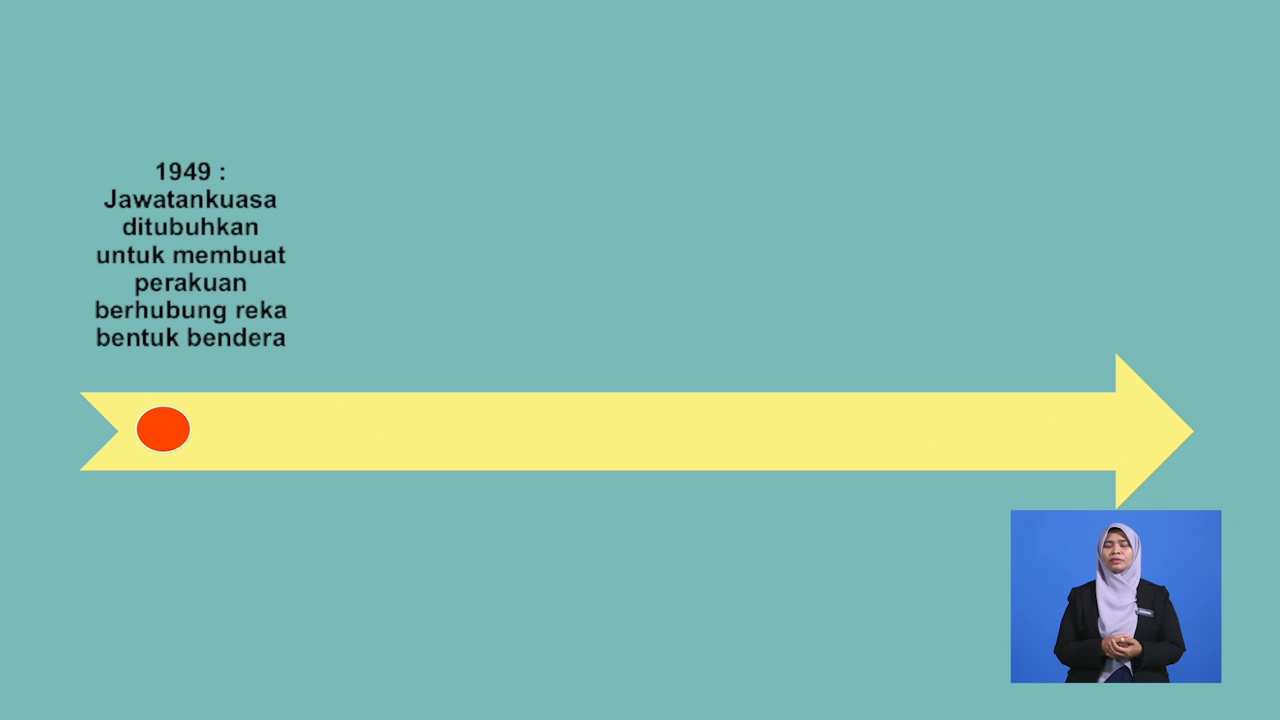 1949 :
Jawatankuasa
ditubuhkan
untuk membuat
perakuan
berhubung reka
bentuk bendera